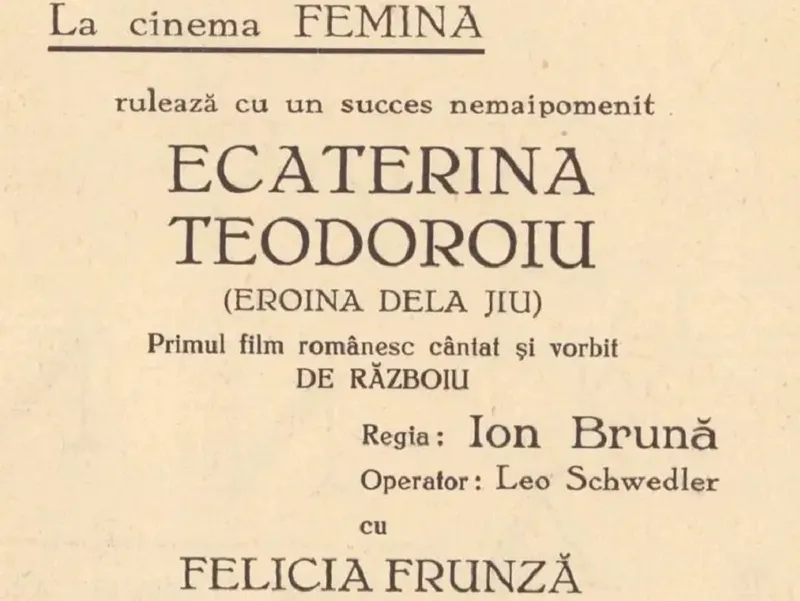 La cinema FEMINA
rulează cu un succes nemaipomenit
ECATERINA
TEODOROIU
(EROINA DELA JIU)
Primul film românesc cântat și vorbit
DE RĂZBOIU
Regia: Ion Brună
Operator: Leo Schwedler
cu
FELICIA FRUNZĂ